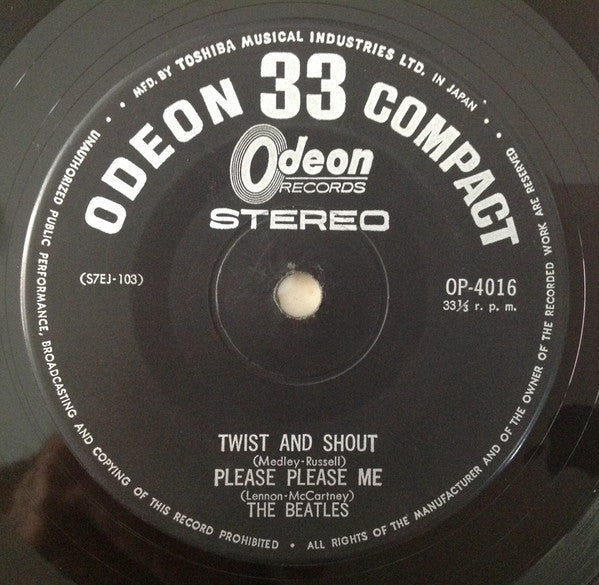 MFD. BY TOSHIBA MUSICAL INDUSTRIES LTD. IN JAPAN
ODEON 33 COMPACT
Odeon
RECORDS
STEREO
(S7EJ-103)
OP-4016
33⅓ r. p. m.
TWIST AND SHOUT
(Medley-Russell)
PLEASE PLEASE ME
(Lennon-McCartney)
THE BEATLES
UNAUTHORIZED PUBLIC PERFORMANCE, BROADCASTING AND COPYING OF THIS RECORD PROHIBITED • ALL RIGHTS OF THE MANUFACTURER AND OF THE OWNER OF THE RECORDED WORK ARE RESERVED